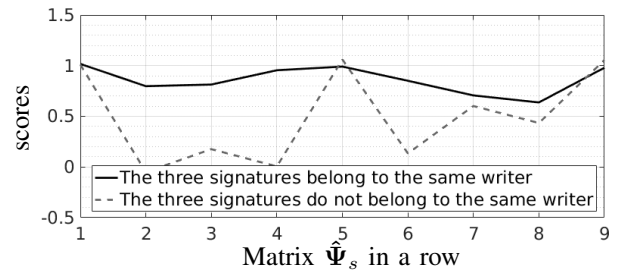 1.5
1
0.5
0
-0.5
scores
The three signatures belong to the same writer
The three signatures do not belong to the same writer
1 2 3 4 5 6 7 8 9
Matrix Ψ̂ₛ in a row